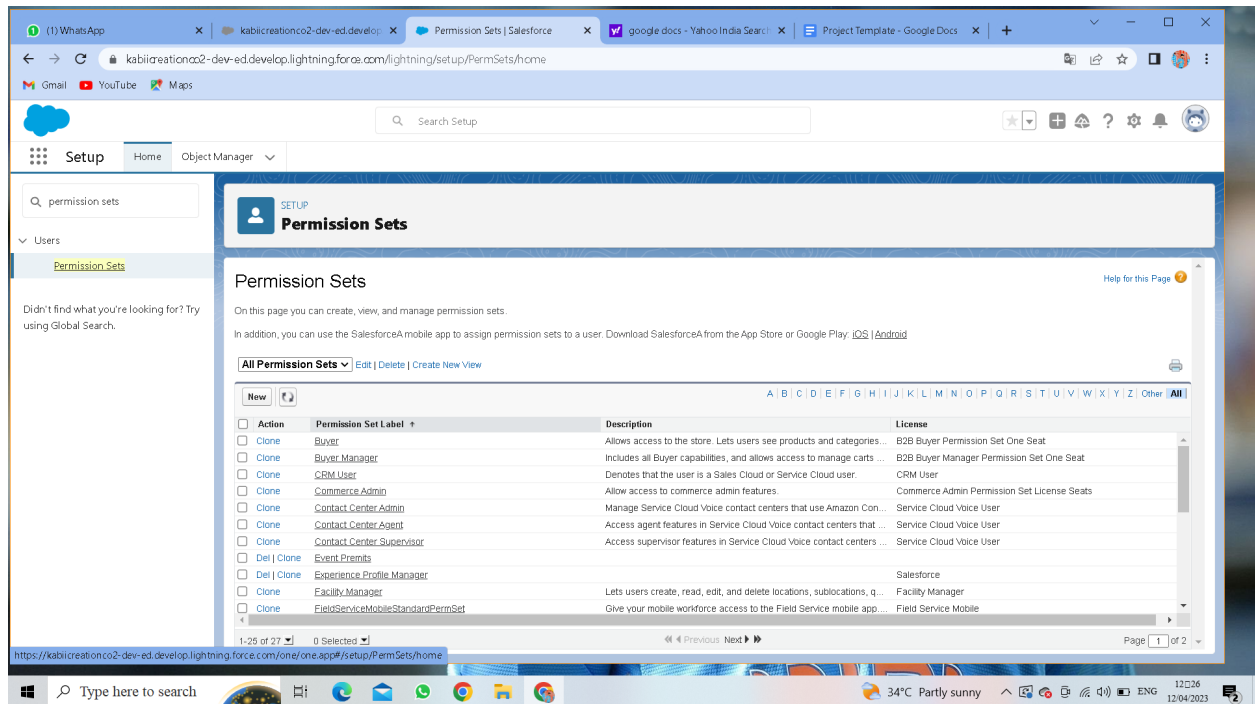 (1) WhatsApp
kabiicreationco2-dev-ed.develop
Permission Sets | Salesforce
google docs - Yahoo India Search
Project Template - Google Docs
kabiicreationco2-dev-ed.develop.lightning.force.com/lightning/setup/PermSets/home
Gmail YouTube Maps
Search Setup
Setup Home Object Manager
permission sets
Users
Permission Sets
Didn't find what you're looking for? Try
using Global Search.
SETUP
Permission Sets
Permission Sets
Help for this Page
On this page you can create, view, and manage permission sets.
In addition, you can use the SalesforceA mobile app to assign permission sets to a user. Download SalesforceA from the App Store or Google Play: iOS | Android
All Permission Sets Edit | Delete | Create New View
New A | B | C | D | E | F | G | H | I | J | K | L | M | N | O | P | Q | R | S | T | U | V | W | X | Y | Z | Other All
Action Permission Set Label Description License
Clone Buyer Allows access to the store. Lets users see products and categories... B2B Buyer Permission Set One Seat
Clone Buyer Manager Includes all Buyer capabilities, and allows access to manage carts ... B2B Buyer Manager Permission Set One Seat
Clone CRM User Denotes that the user is a Sales Cloud or Service Cloud user. CRM User
Clone Commerce Admin Allow access to commerce admin features. Commerce Admin Permission Set License Seats
Clone Contact Center Admin Manage Service Cloud Voice contact centers that use Amazon Con... Service Cloud Voice User
Clone Contact Center Agent Access agent features in Service Cloud Voice contact centers that ... Service Cloud Voice User
Clone Contact Center Supervisor Access supervisor features in Service Cloud Voice contact centers ... Service Cloud Voice User
Del | Clone Event Premits
Del | Clone Experience Profile Manager Salesforce
Clone Facility Manager Lets users create, read, edit, and delete locations, sublocations, q... Facility Manager
Clone FieldServiceMobileStandardPermSet Give your mobile workforce access to the Field Service mobile app.... Field Service Mobile
1-25 of 27 0 Selected Previous Next Page 1 of 2
https://kabiicreationco2-dev-ed.develop.lightning.force.com/one/one.app#/setup/PermSets/home
Type here to search
34°C Partly sunny
ENG
12□26
12/04/2023
2